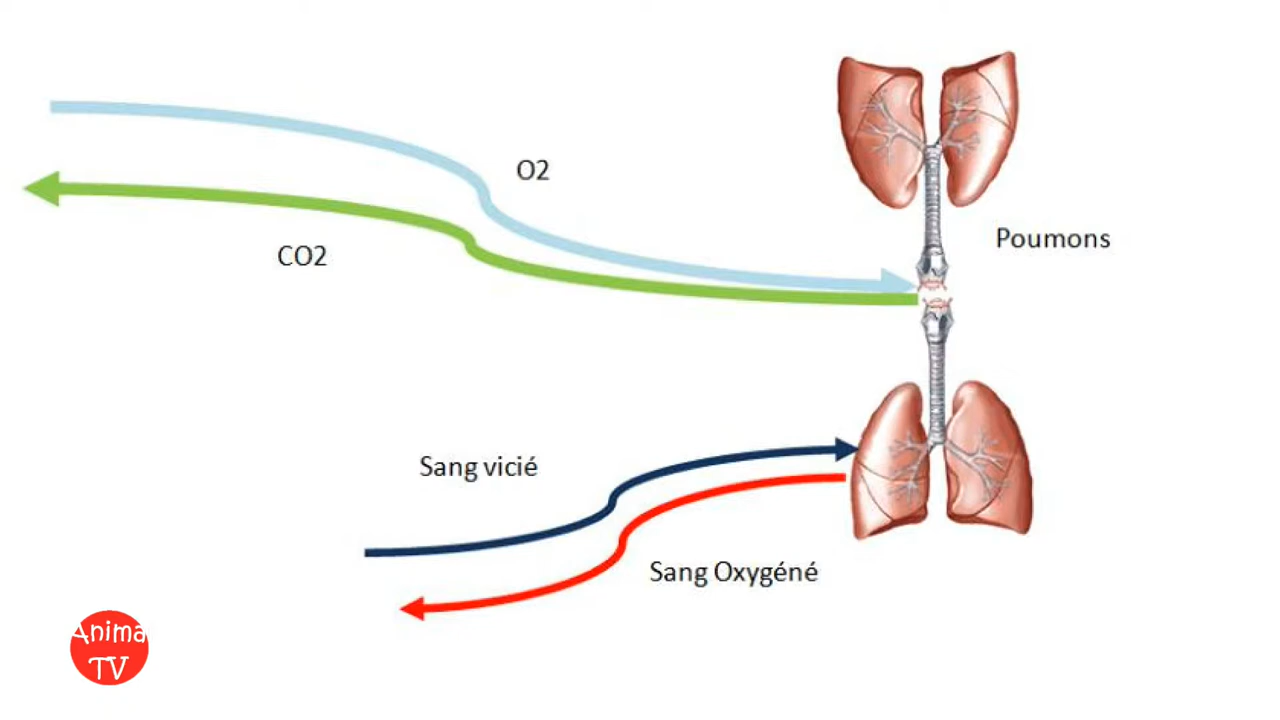 O2
Poumons
CO2
Sang vicié
Sang Oxygéné
Anima
TV